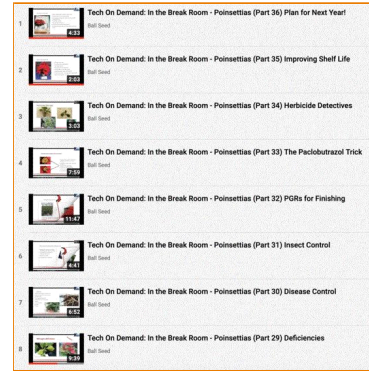 1
4:33
Tech On Demand: In the Break Room - Poinsettias (Part 36) Plan for Next Year!
Ball Seed
2
2:03
Tech On Demand: In the Break Room - Poinsettias (Part 35) Improving Shelf Life
Ball Seed
3
3:03
Tech On Demand: In the Break Room - Poinsettias (Part 34) Herbicide Detectives
Ball Seed
4
7:59
Tech On Demand: In the Break Room - Poinsettias (Part 33) The Paclobutrazol Trick
Ball Seed
5
11:47
Tech On Demand: In the Break Room - Poinsettias (Part 32) PGRs for Finishing
Ball Seed
6
4:41
Tech On Demand: In the Break Room - Poinsettias (Part 31) Insect Control
Ball Seed
7
6:52
Tech On Demand: In the Break Room - Poinsettias (Part 30) Disease Control
Ball Seed
8
9:39
Tech On Demand: In the Break Room - Poinsettias (Part 29) Deficiencies
Ball Seed